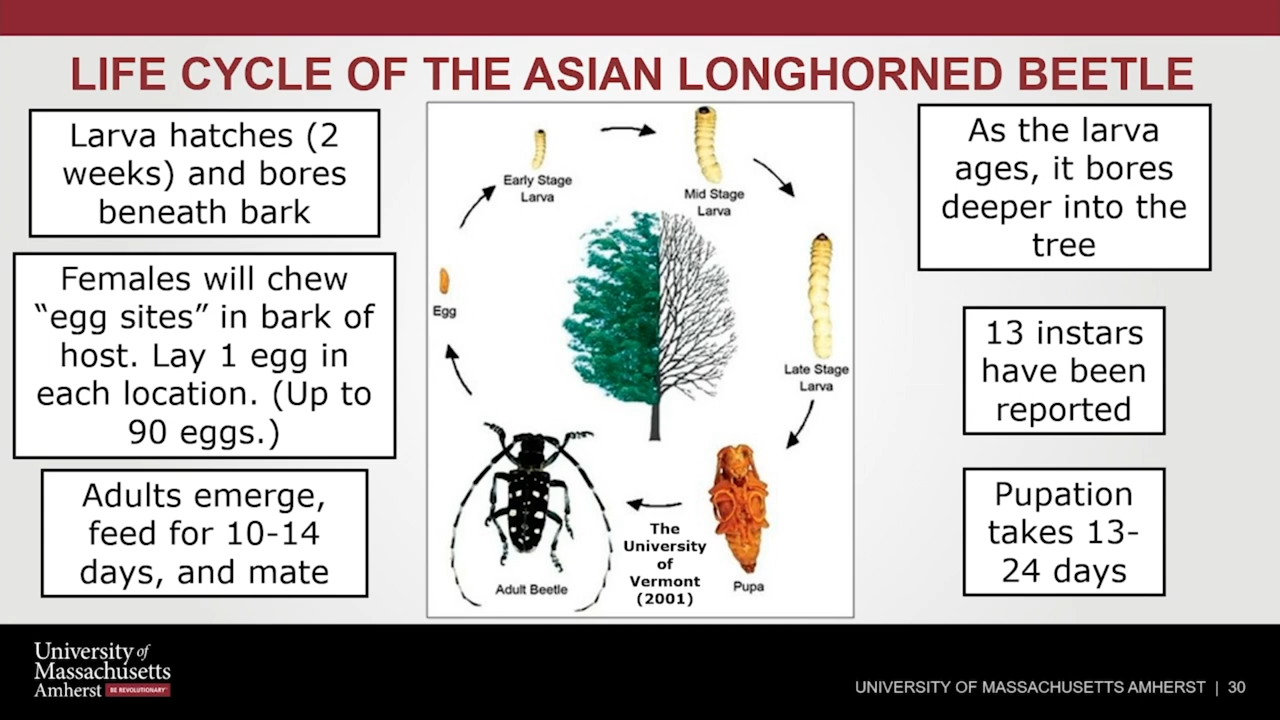 LIFE CYCLE OF THE ASIAN LONGHORNED BEETLE
Larva hatches (2
weeks) and bores
beneath bark
Females will chew
“egg sites” in bark of
host. Lay 1 egg in
each location. (Up to
90 eggs.)
Adults emerge,
feed for 10-14
days, and mate
Early Stage
Larva
Mid Stage
Larva
Egg
Late Stage
Larva
The
University
of
Vermont
(2001)
Adult Beetle
Pupa
As the larva
ages, it bores
deeper into the
tree
13 instars
have been
reported
Pupation
takes 13-
24 days
University of
Massachusetts
Amherst BE REVOLUTIONARY
UNIVERSITY OF MASSACHUSETTS AMHERST | 30